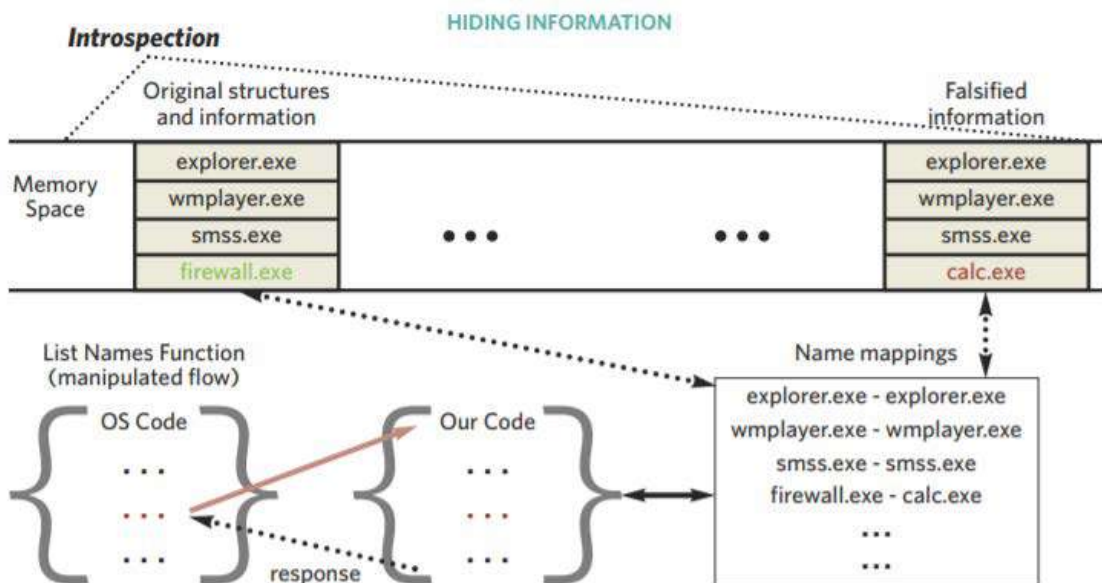 HIDING INFORMATION
Introspection
Original structures
and information
Falsified
information
Memory
Space
explorer.exe
wmplayer.exe
smss.exe
firewall.exe
...
...
explorer.exe
wmplayer.exe
smss.exe
calc.exe
List Names Function
(manipulated flow)
OS Code
...
...
...
Our Code
...
...
...
response
Name mappings
explorer.exe - explorer.exe
wmplayer.exe - wmplayer.exe
smss.exe - smss.exe
firewall.exe - calc.exe
...
...